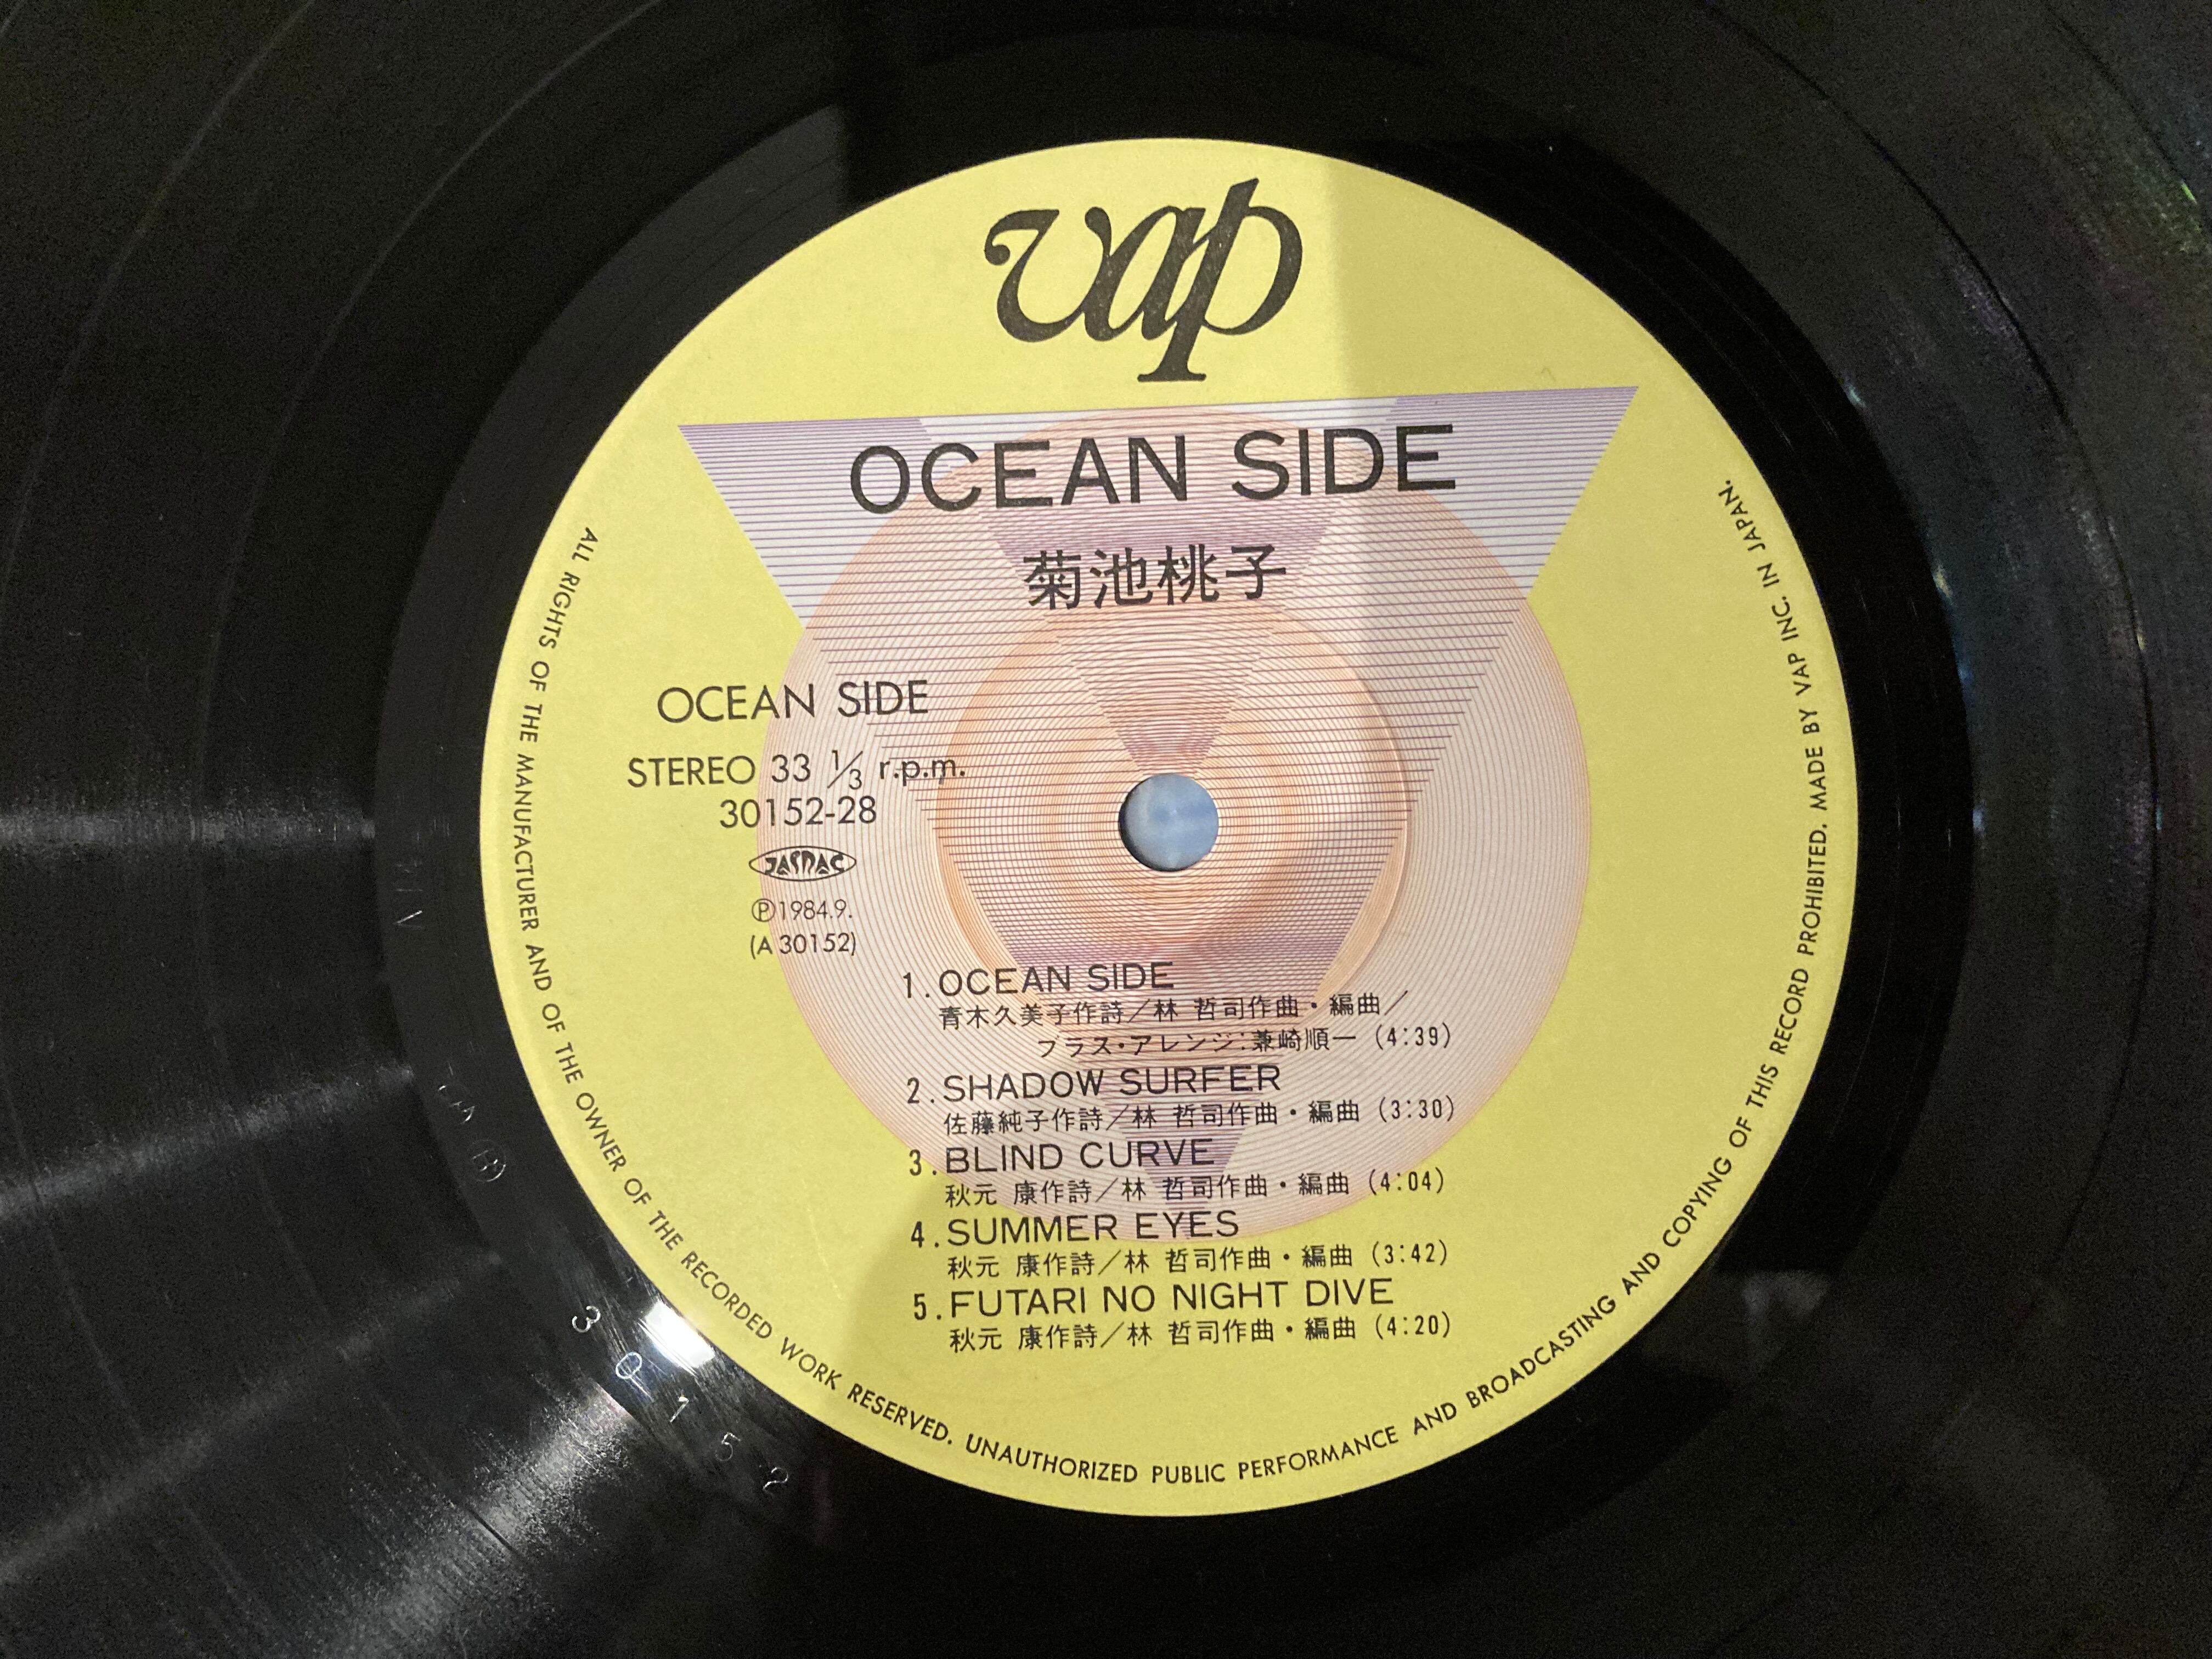 vap
OCEAN SIDE
菊池桃子
OCEAN SIDE
STEREO 33 1/3 r.p.m.
30152-28
JASRAC
Ⓟ1984.9.
(A 30152)
1.OCEAN SIDE
青木久美子作詩／林 哲司作曲・編曲／
ブラス・アレンジ：兼崎順一 (4:39)
2.SHADOW SURFER
佐藤純子作詩／林 哲司作曲・編曲 (3:30)
3.BLIND CURVE
秋元 康作詩／林 哲司作曲・編曲 (4:04)
4.SUMMER EYES
秋元 康作詩／林 哲司作曲・編曲 (3:42)
5.FUTARI NO NIGHT DIVE
秋元 康作詩／林 哲司作曲・編曲 (4:20)
ALL RIGHTS OF THE MANUFACTURER AND OF THE OWNER OF THE RECORDED WORK RESERVED. UNAUTHORIZED PUBLIC PERFORMANCE AND BROADCASTING AND COPYING OF THIS RECORD PROHIBITED. MADE BY VAP INC. IN JAPAN.
30152